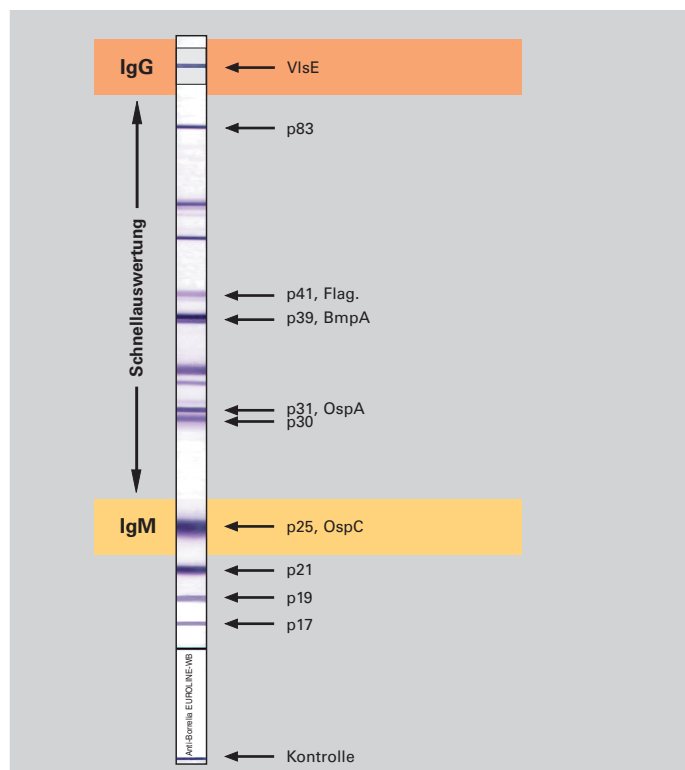 IgG
VlsE
p83
Schnellauswertung
p41, Flag.
p39, BmpA
p31, OspA
p30
IgM
p25, OspC
p21
p19
p17
Anti-Borrelia EUROLINE-WB
Kontrolle